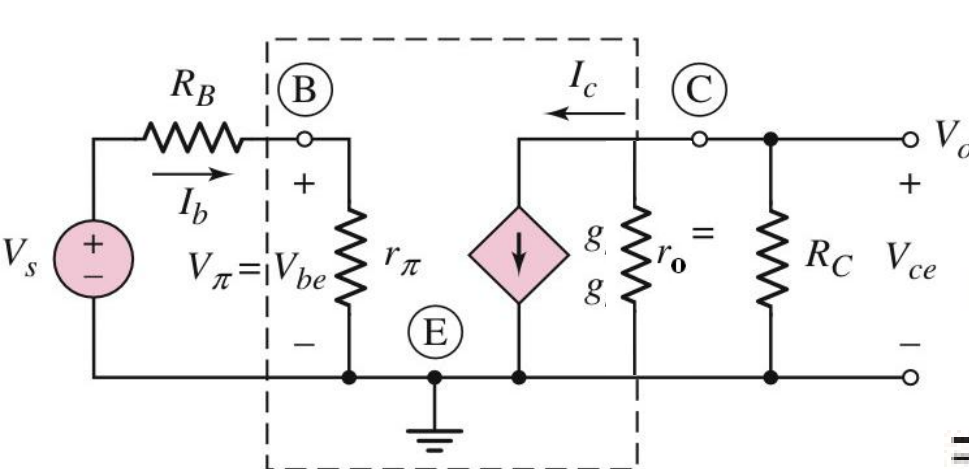 R_B
B
I_c
C
V_o
+
I_b
+
+
−
V_s
V_π = V_be
r_π
g
r_o
=
g
R_C
V_ce
−
E
−